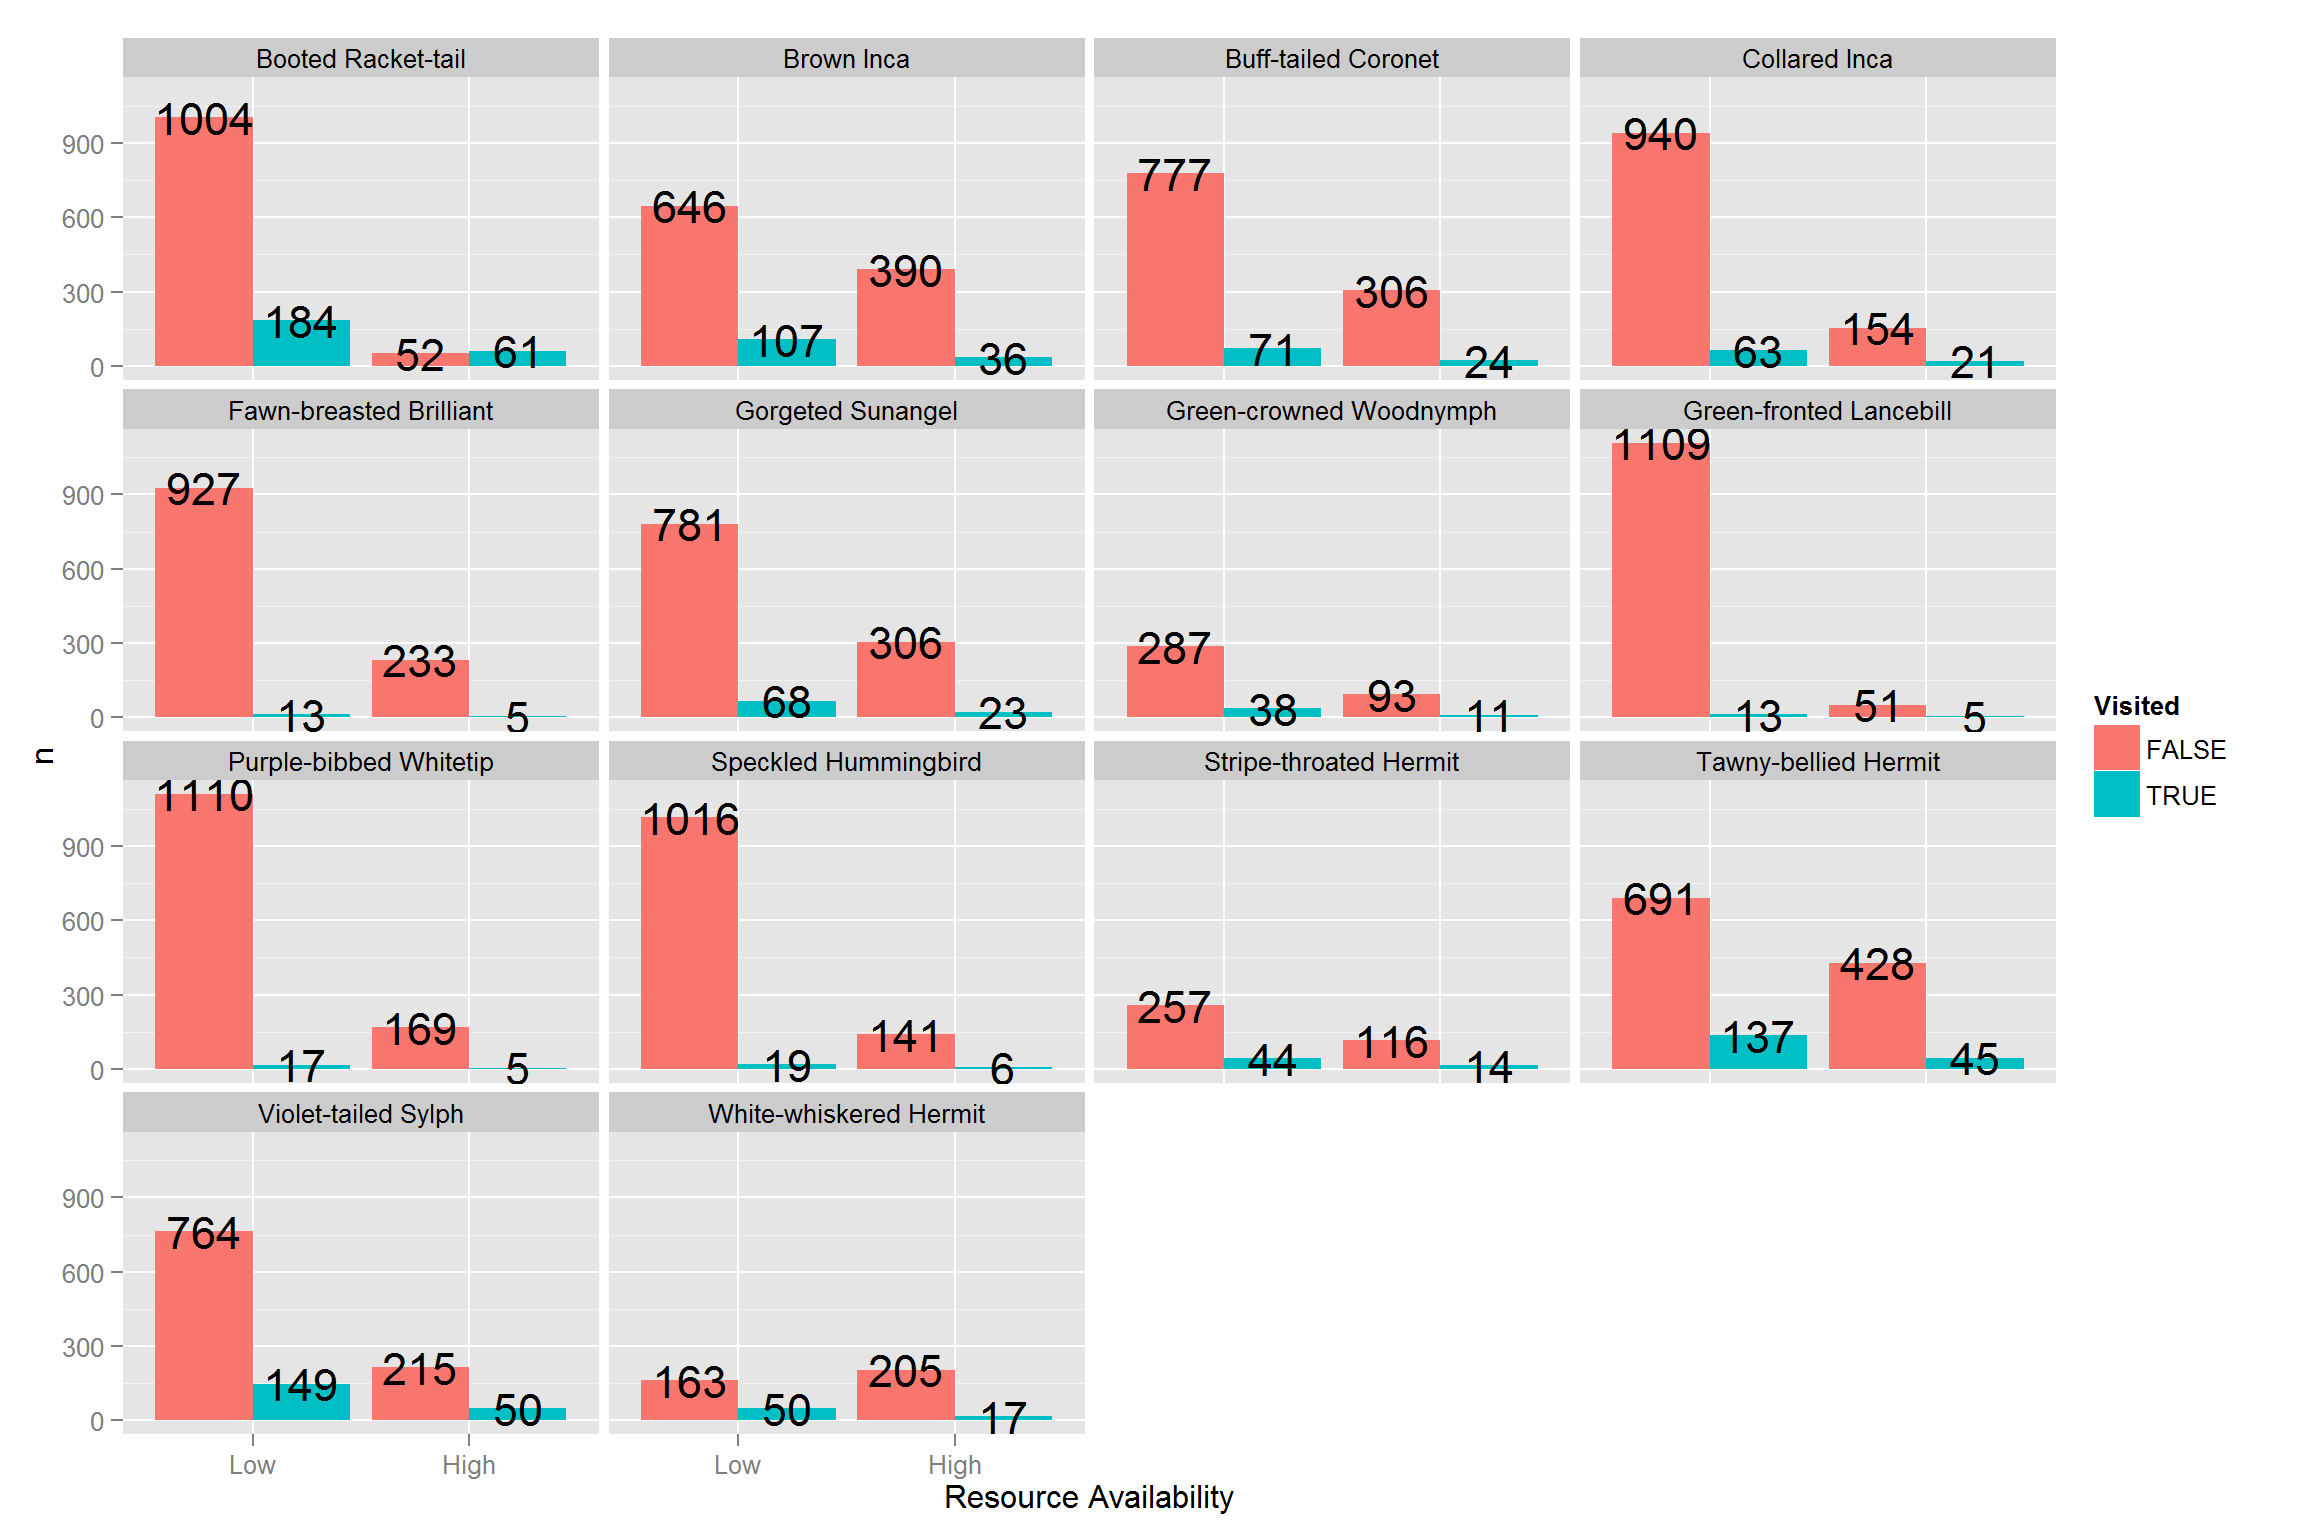 Booted Racket-tail Brown Inca Buff-tailed Coronet Collared Inca
1004 646 777 940
900
600
390 306
300
184 107 71 154
52 61 36 24 63 21
0
Fawn-breasted Brilliant Gorgeted Sunangel Green-crowned Woodnymph Green-fronted Lancebill
1109
927 781
900
600
233 306 287
300
13 5 68 23 38 93 11 13 51 5
0
n
Visited
FALSE
TRUE
Purple-bibbed Whitetip Speckled Hummingbird Stripe-throated Hermit Tawny-bellied Hermit
1110 1016
900
691
600
428
300
169 141 257 116 137
17 5 19 6 44 14 45
0
Violet-tailed Sylph White-whiskered Hermit
900
764
600
300
149 215 163 205
50 50 17
0
Low High Low High
Resource Availability